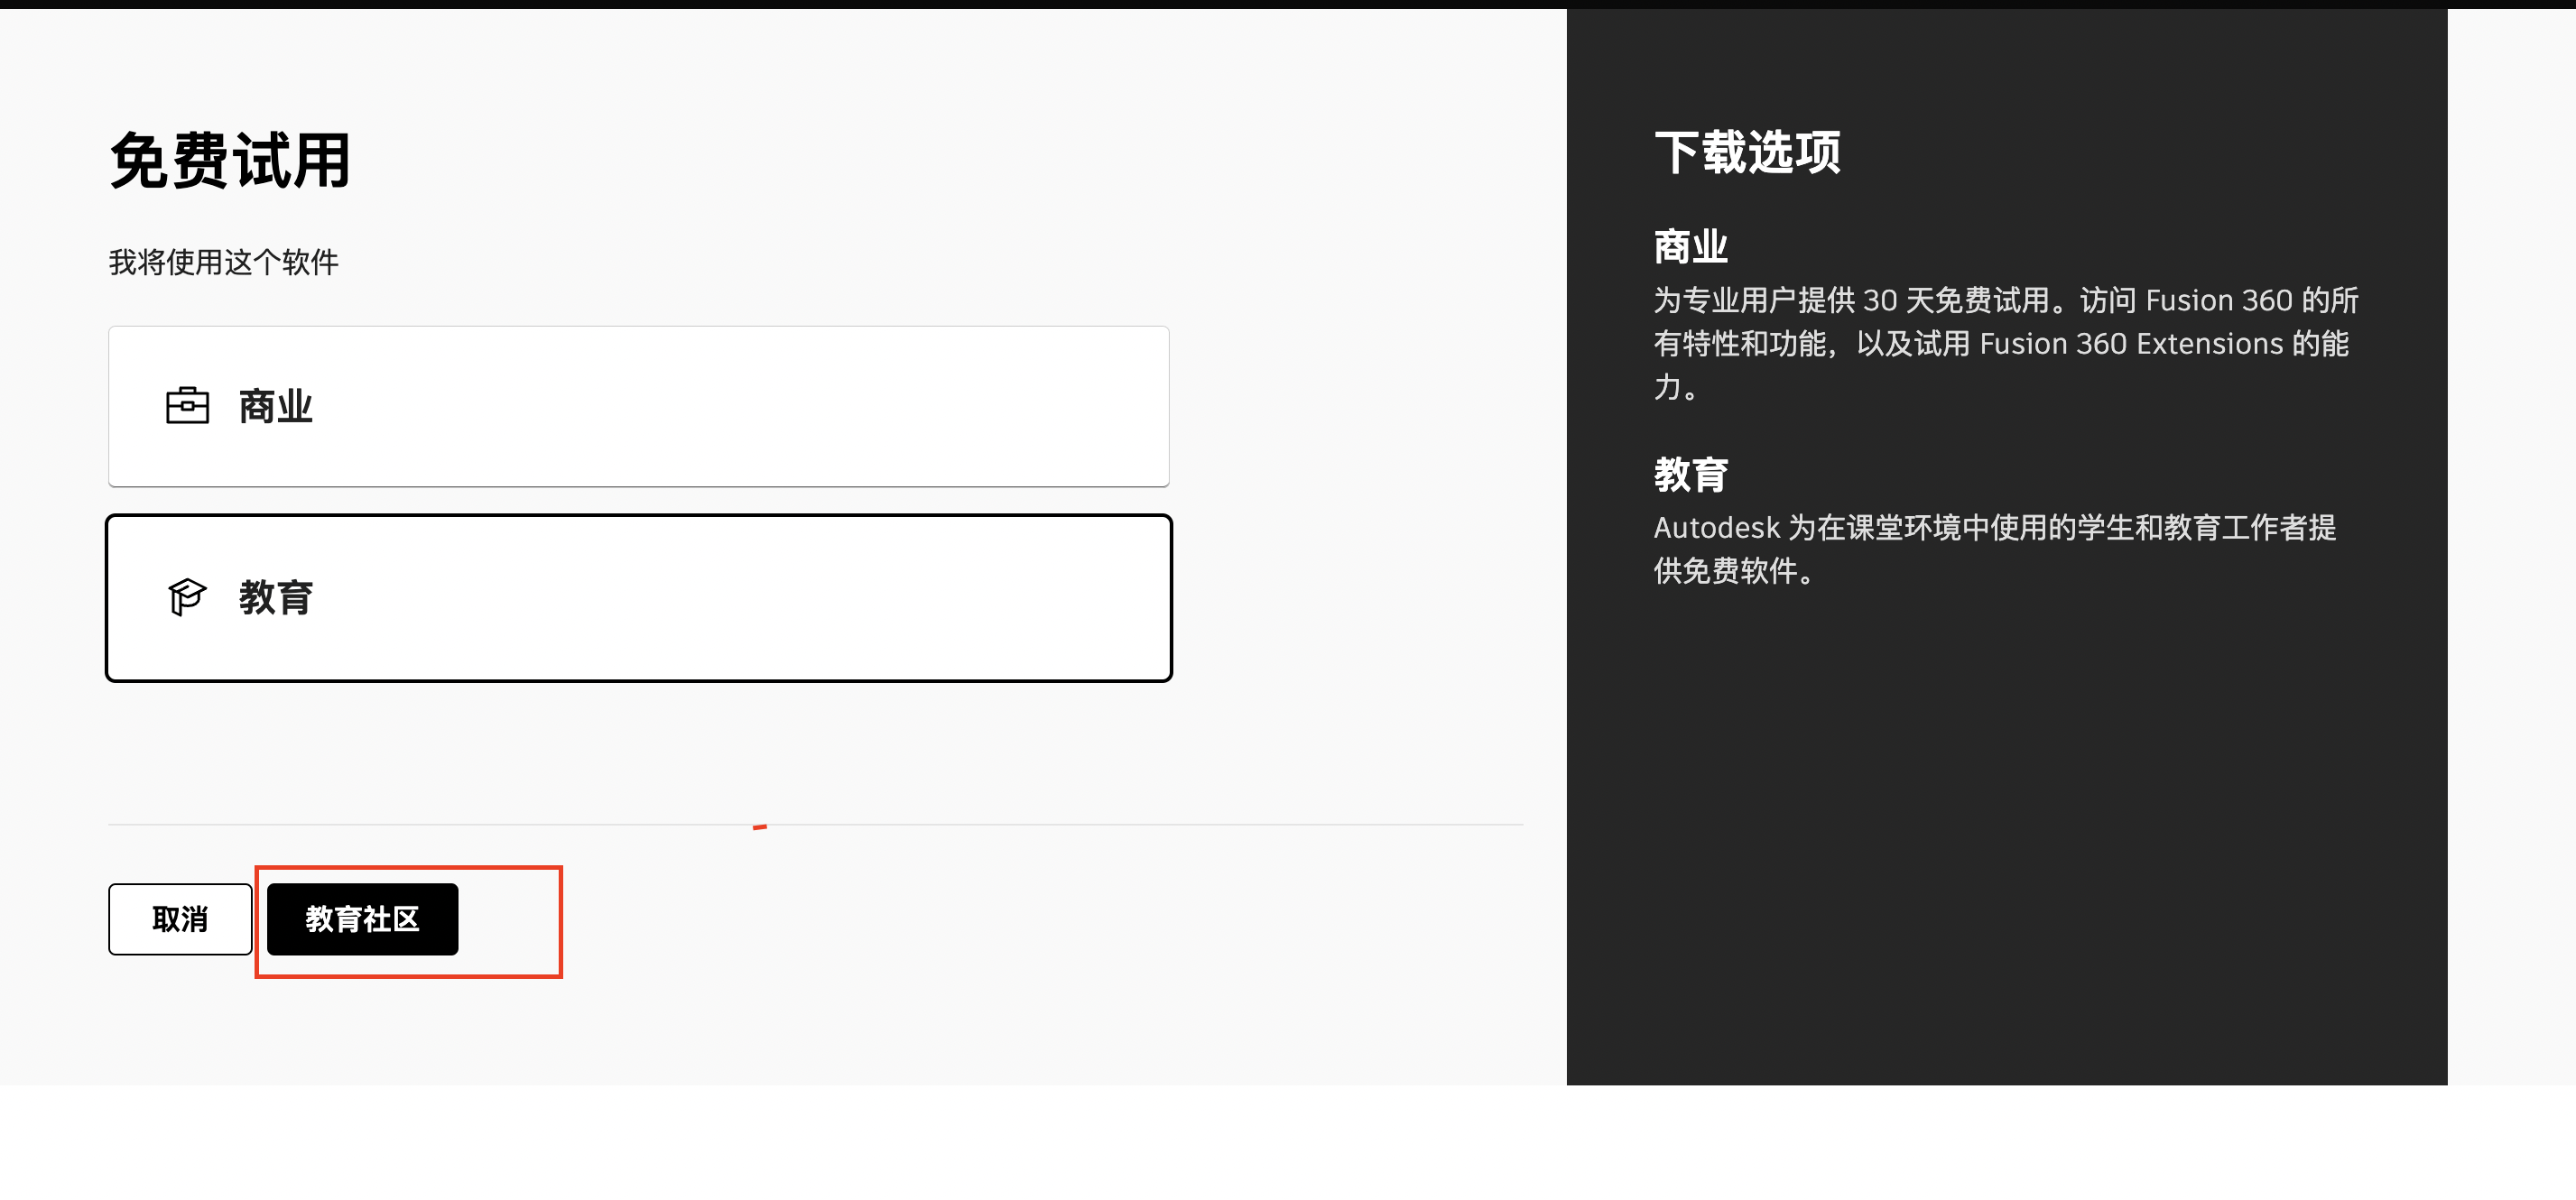 免费试用
我将使用这个软件
商业
教育
取消
教育社区
下载选项
商业
为专业用户提供 30 天免费试用。访问 Fusion 360 的所
有特性和功能，以及试用 Fusion 360 Extensions 的能
力。
教育
Autodesk 为在课堂环境中使用的学生和教育工作者提
供免费软件。